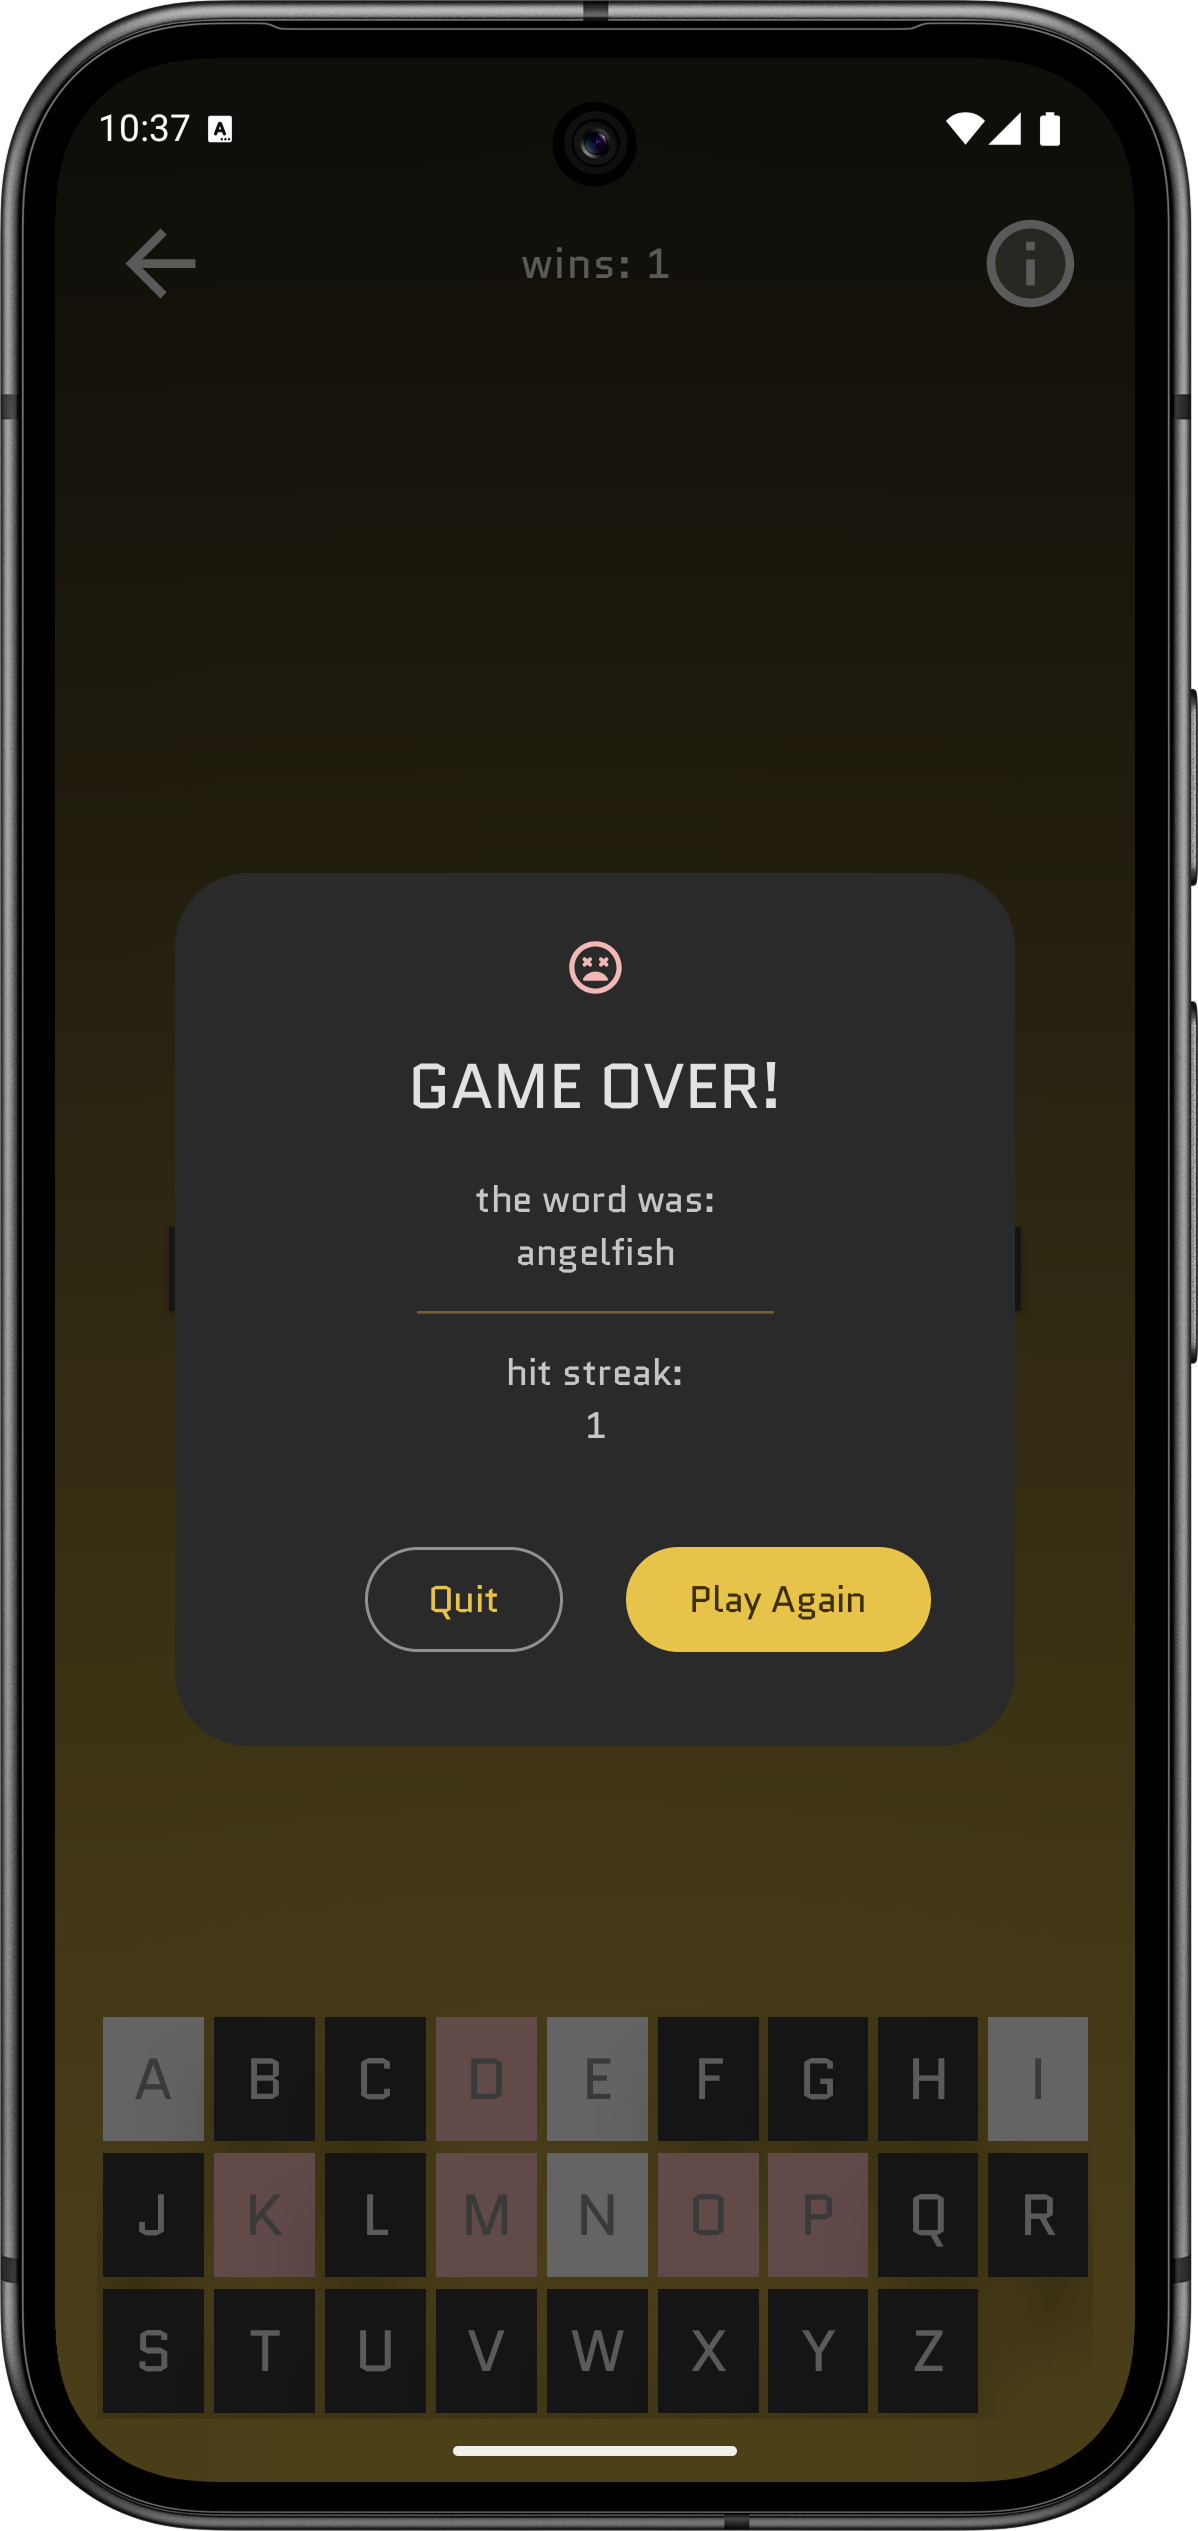 10:37
wins: 1
GAME OVER!
the word was:
angelfish
hit streak:
1
Quit
Play Again
A B C D E F G H I
J K L M N O P Q R
S T U V W X Y Z